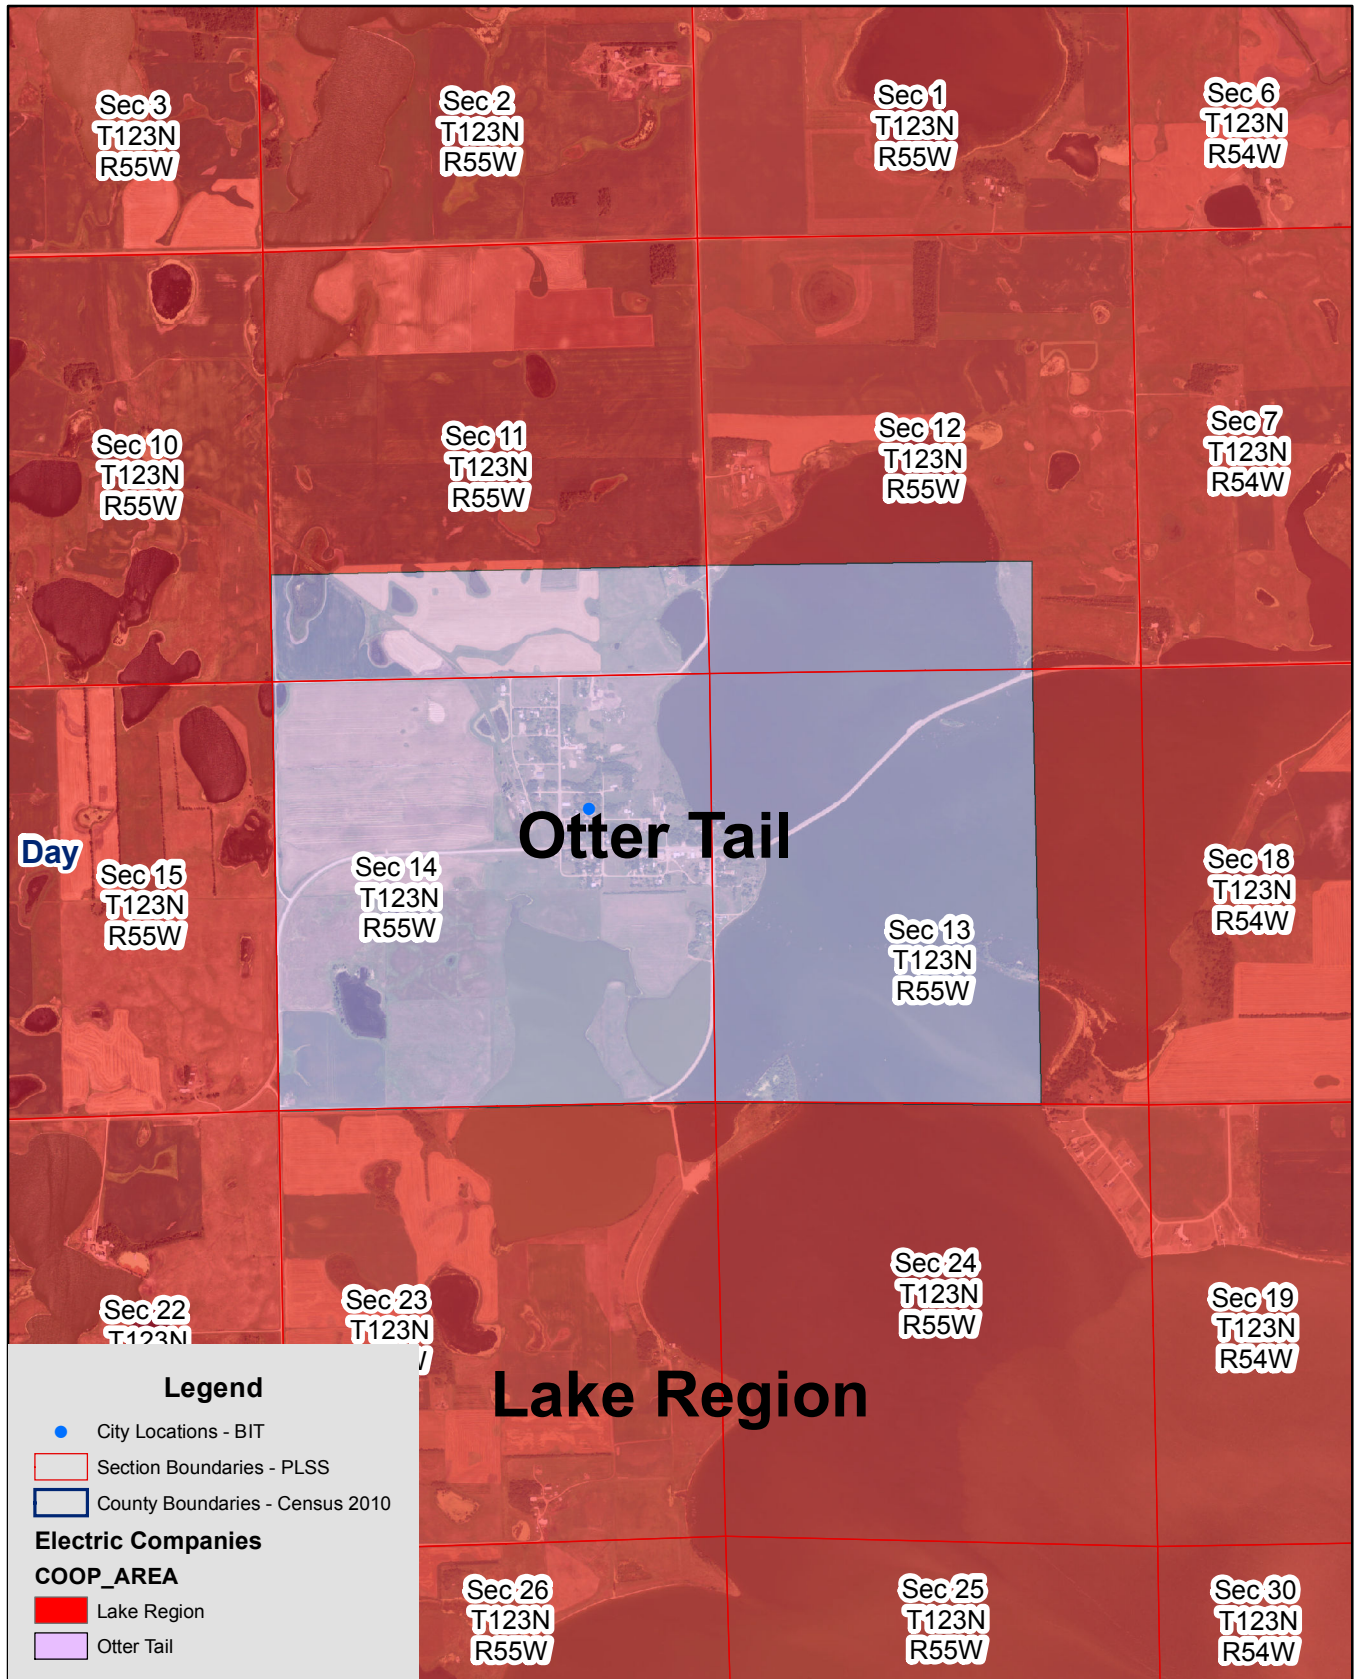 Sec 3
T123N
R55W
Sec 2
T123N
R55W
Sec 1
T123N
R55W
Sec 6
T123N
R54W
Sec 10
T123N
R55W
Sec 11
T123N
R55W
Sec 12
T123N
R55W
Sec 7
T123N
R54W
Otter Tail
Day
Sec 15
T123N
R55W
Sec 14
T123N
R55W
Sec 13
T123N
R55W
Sec 18
T123N
R54W
Sec 22
T123N
Sec 23
T123N
W
Sec 24
T123N
R55W
Sec 19
T123N
R54W
Lake Region
Sec 26
T123N
R55W
Sec 25
T123N
R55W
Sec 30
T123N
R54W
Legend
City Locations - BIT
Section Boundaries - PLSS
County Boundaries - Census 2010
Electric Companies
COOP_AREA
Lake Region
Otter Tail